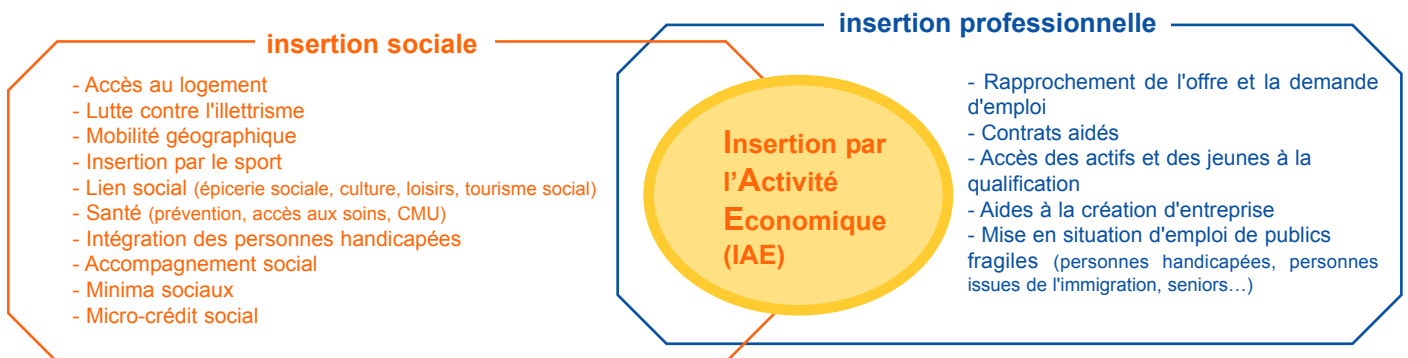 insertion sociale
- Accès au logement
- Lutte contre l'illettrisme
- Mobilité géographique
- Insertion par le sport
- Lien social (épicerie sociale, culture, loisirs, tourisme social)
- Santé (prévention, accès aux soins, CMU)
- Intégration des personnes handicapées
- Accompagnement social
- Minima sociaux
- Micro-crédit social
Insertion par
l'Activité
Economique
(IAE)
insertion professionnelle
- Rapprochement de l'offre et la demande
d'emploi
- Contrats aidés
- Accès des actifs et des jeunes à la
qualification
- Aides à la création d'entreprise
- Mise en situation d'emploi de publics
fragiles (personnes handicapées, personnes
issues de l'immigration, seniors…)